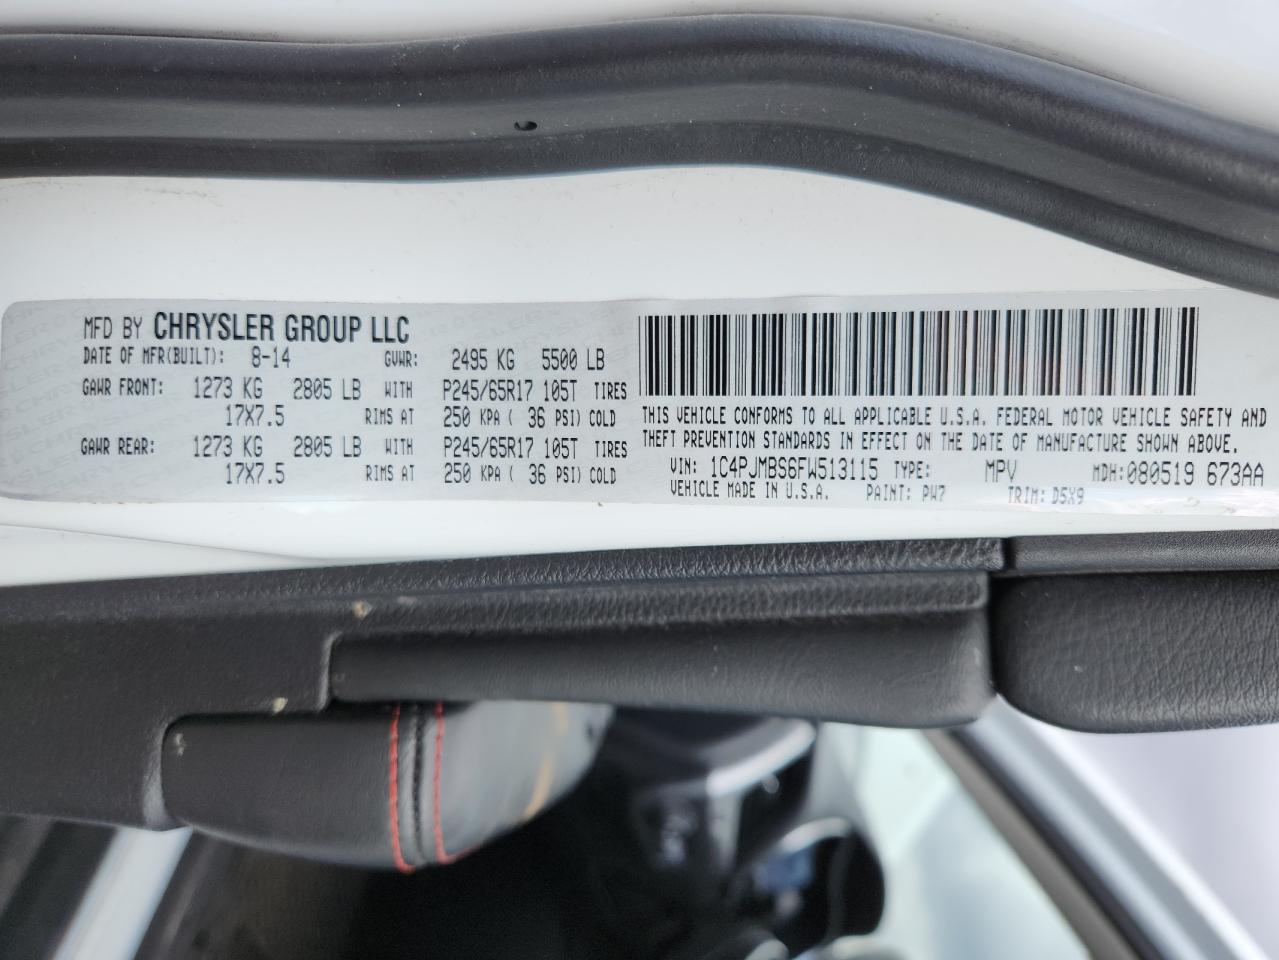 MFD BY CHRYSLER GROUP LLC
DATE OF MFR(BUILT): 8-14 GVWR: 2495 KG 5500 LB
GAWR FRONT: 1273 KG 2805 LB WITH P245/65R17 105T TIRES
17X7.5 RIMS AT 250 KPA ( 36 PSI) COLD
GAWR REAR: 1273 KG 2805 LB WITH P245/65R17 105T TIRES
17X7.5 RIMS AT 250 KPA ( 36 PSI) COLD
THIS VEHICLE CONFORMS TO ALL APPLICABLE U.S.A. FEDERAL MOTOR VEHICLE SAFETY AND
THEFT PREVENTION STANDARDS IN EFFECT ON THE DATE OF MANUFACTURE SHOWN ABOVE.
VIN: 1C4PJMBS6FW513115 TYPE: MPV MDH:080519 673AA
VEHICLE MADE IN U.S.A. PAINT: PW7 TRIM: D5X9